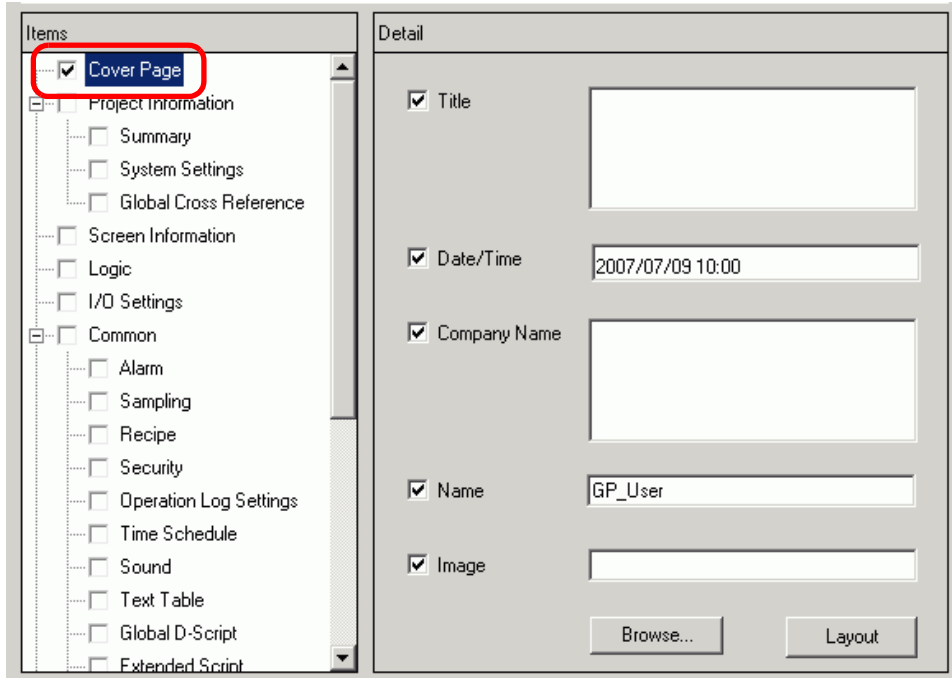 Items
Cover Page
Project Information
Summary
System Settings
Global Cross Reference
Screen Information
Logic
I/O Settings
Common
Alarm
Sampling
Recipe
Security
Operation Log Settings
Time Schedule
Sound
Text Table
Global D-Script
Extended Script
Detail
Title
Date/Time
2007/07/09 10:00
Company Name
Name
GP_User
Image
Browse...
Layout